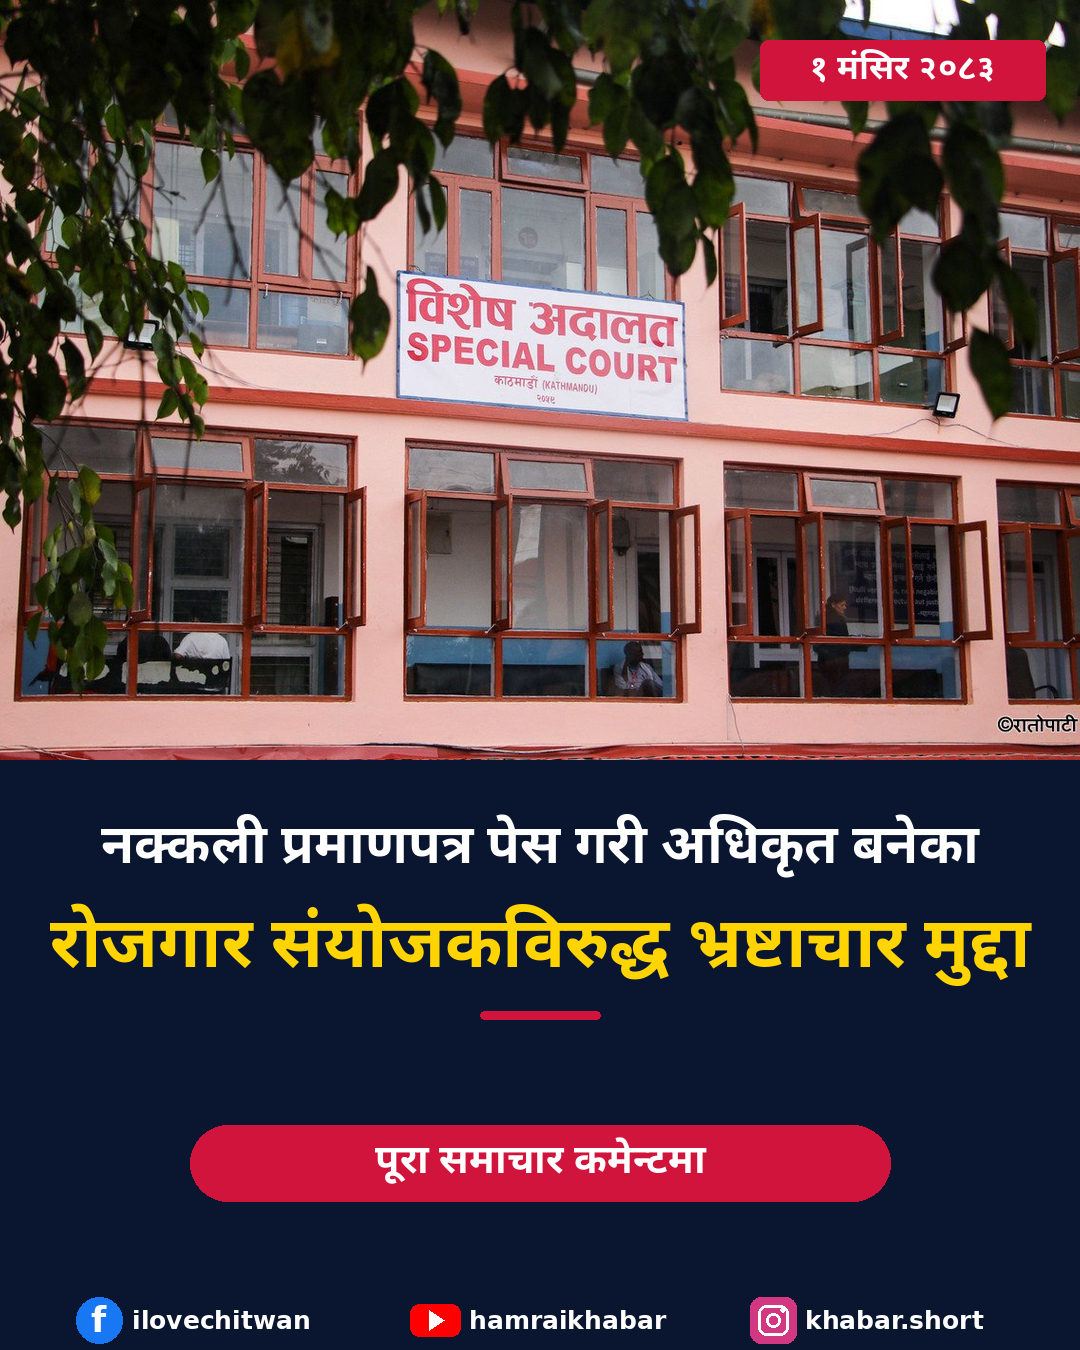 १ मंसिर २०८३
विशेष अदालत
SPECIAL COURT
काठमाडौं (KATHMANDU)
२०५९
©रातोपाटी
नक्कली प्रमाणपत्र पेस गरी अधिकृत बनेका
रोजगार संयोजकविरुद्ध भ्रष्टाचार मुद्दा
पूरा समाचार कमेन्टमा
ilovechitwan
hamraikhabar
khabar.short